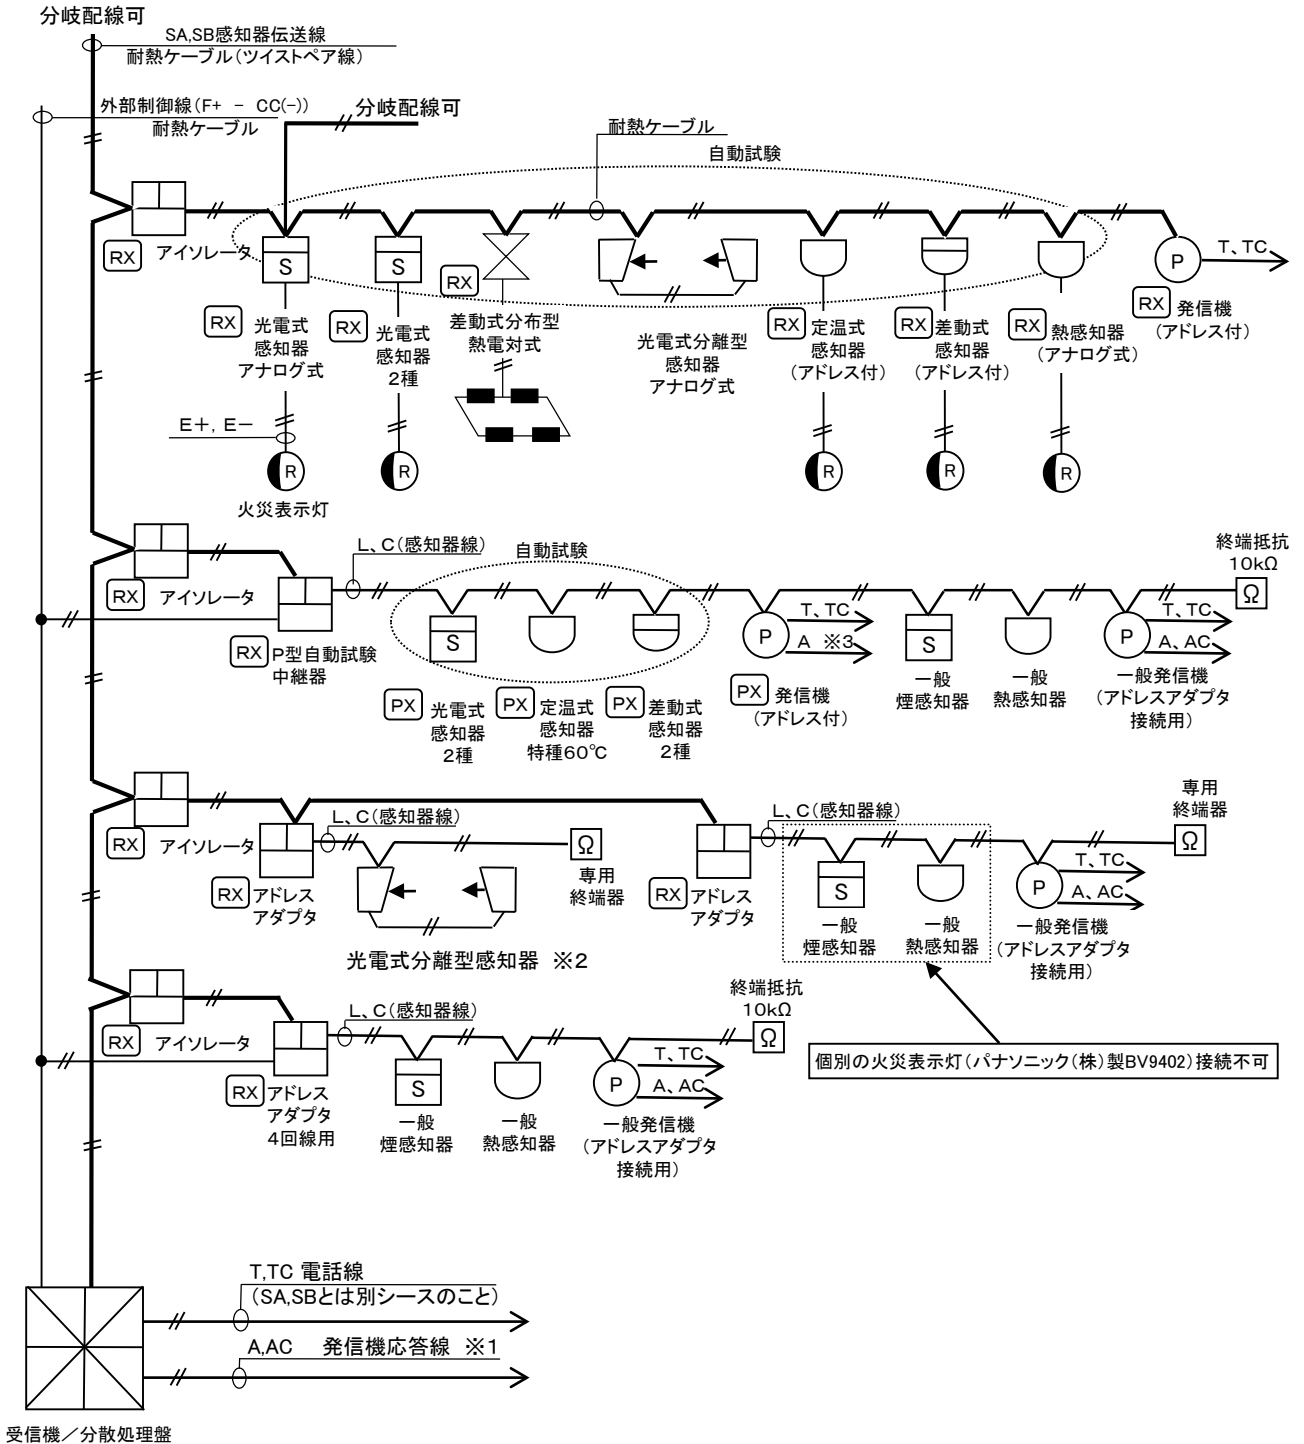 分岐配線可
SA,SB感知器伝送線
耐熱ケーブル(ツイストペア線)
外部制御線(F+ － CC(-))
耐熱ケーブル
分岐配線可
耐熱ケーブル
自動試験
RX
アイソレータ
S
S
RX
P
T、TC
RX
光電式
感知器
アナログ式
RX
光電式
感知器
2種
差動式分布型
熱電対式
光電式分離型
感知器
アナログ式
RX
定温式
感知器
(アドレス付)
RX
差動式
感知器
(アドレス付)
RX
熱感知器
(アナログ式)
RX
発信機
(アドレス付)
E＋, E－
R
R
R
R
R
火災表示灯
RX
アイソレータ
L、C(感知器線)
自動試験
終端抵抗
10kΩ
Ω
RX
P型自動試験
中継器
S
P
T、TC
A ※3
S
P
T、TC
A、AC
PX
光電式
感知器
2種
PX
定温式
感知器
特種60℃
PX
差動式
感知器
2種
PX
発信機
(アドレス付)
一般
煙感知器
一般
熱感知器
一般発信機
(アドレスアダプタ
接続用)
RX
アイソレータ
L、C(感知器線)
Ω
専用
終端器
RX
アドレス
アダプタ
光電式分離型感知器 ※2
L、C(感知器線)
専用
終端器
Ω
RX
アドレス
アダプタ
S
P
T、TC
A、AC
一般
煙感知器
一般
熱感知器
一般発信機
(アドレスアダプタ
接続用)
RX
アイソレータ
L、C(感知器線)
終端抵抗
10kΩ
Ω
RX
アドレス
アダプタ
4回線用
S
P
T、TC
A、AC
一般
煙感知器
一般
熱感知器
一般発信機
(アドレスアダプタ
接続用)
個別の火災表示灯(パナソニック(株)製BV9402)接続不可
T,TC 電話線
(SA,SBとは別シースのこと)
A,AC 発信機応答線 ※1
受信機／分散処理盤